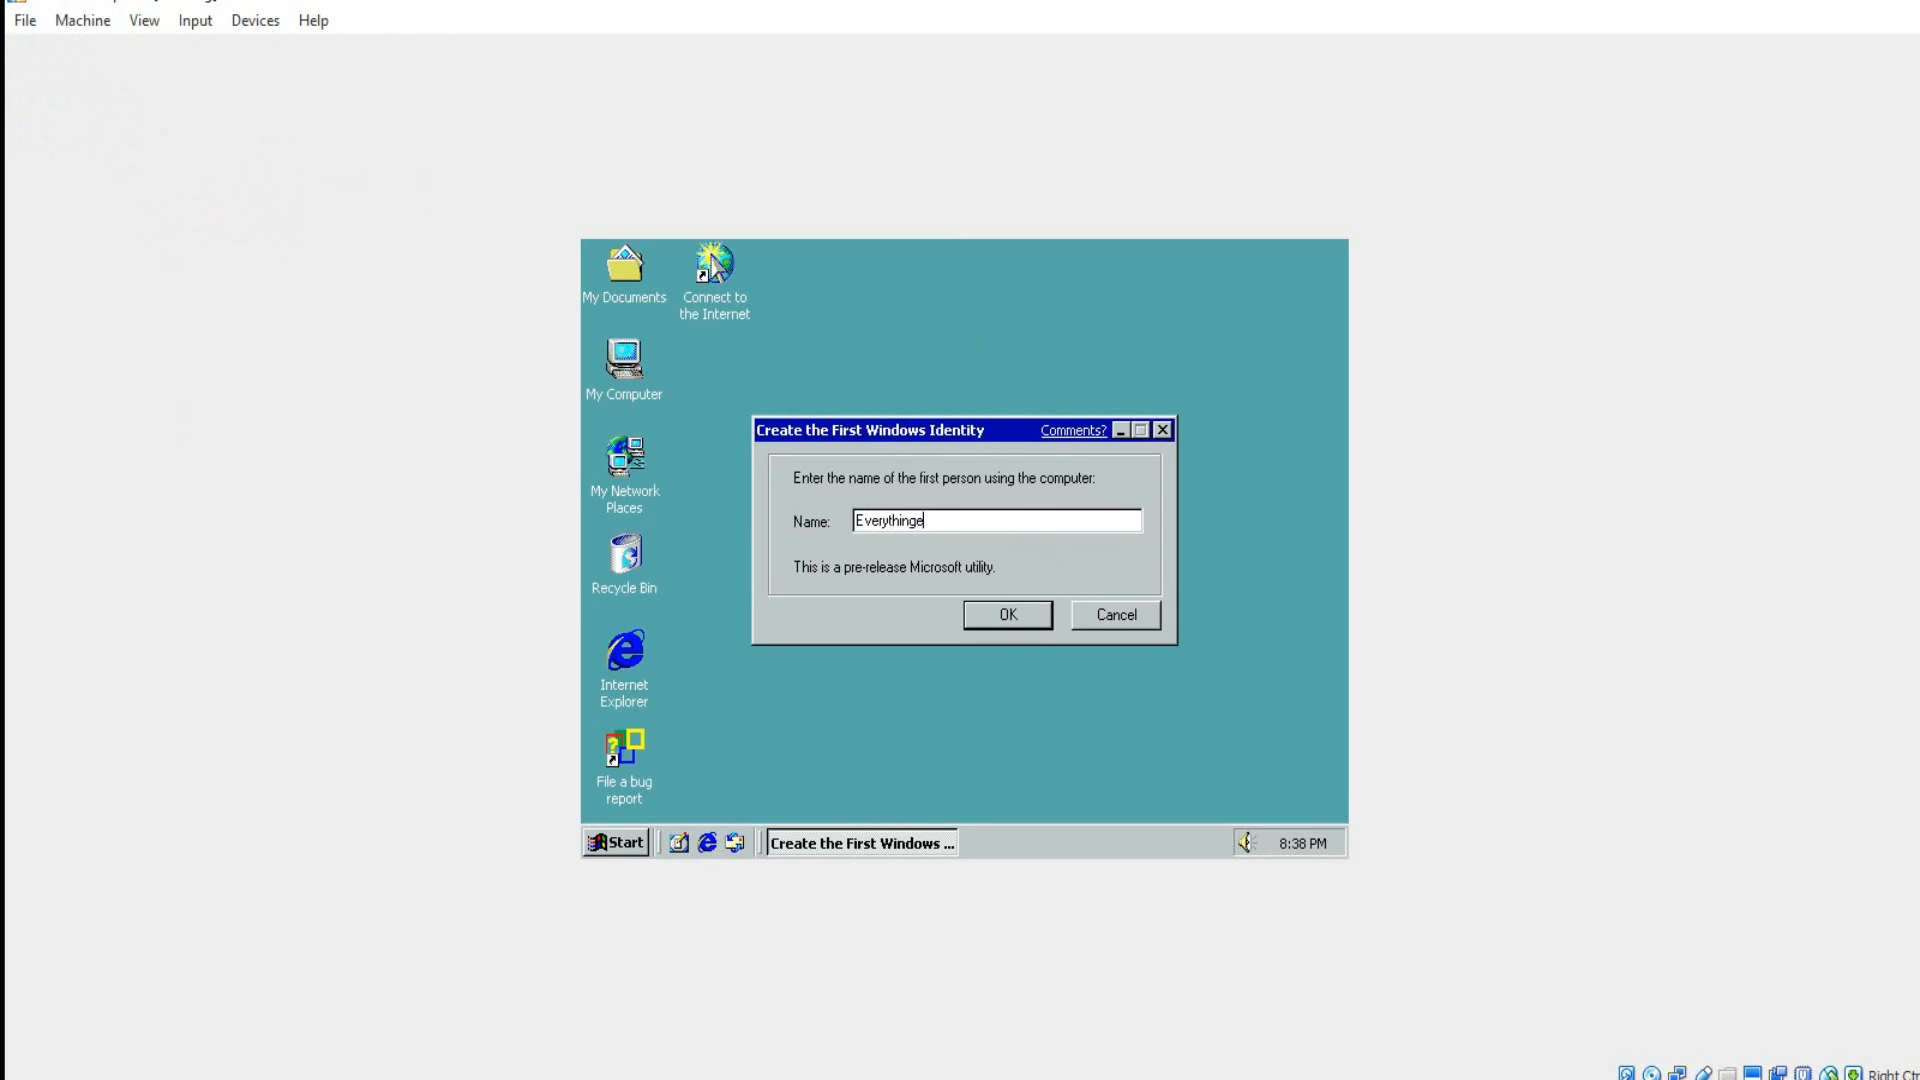 File Machine View Input Devices Help
My Documents
Connect to
the Internet
My Computer
Create the First Windows Identity Comments?
Enter the name of the first person using the computer:
My Network
Places
Name: Everythinge
This is a pre-release Microsoft utility.
Recycle Bin
OK Cancel
Internet
Explorer
File a bug
report
Start Create the First Windows ... 8:38 PM
Right Ctr